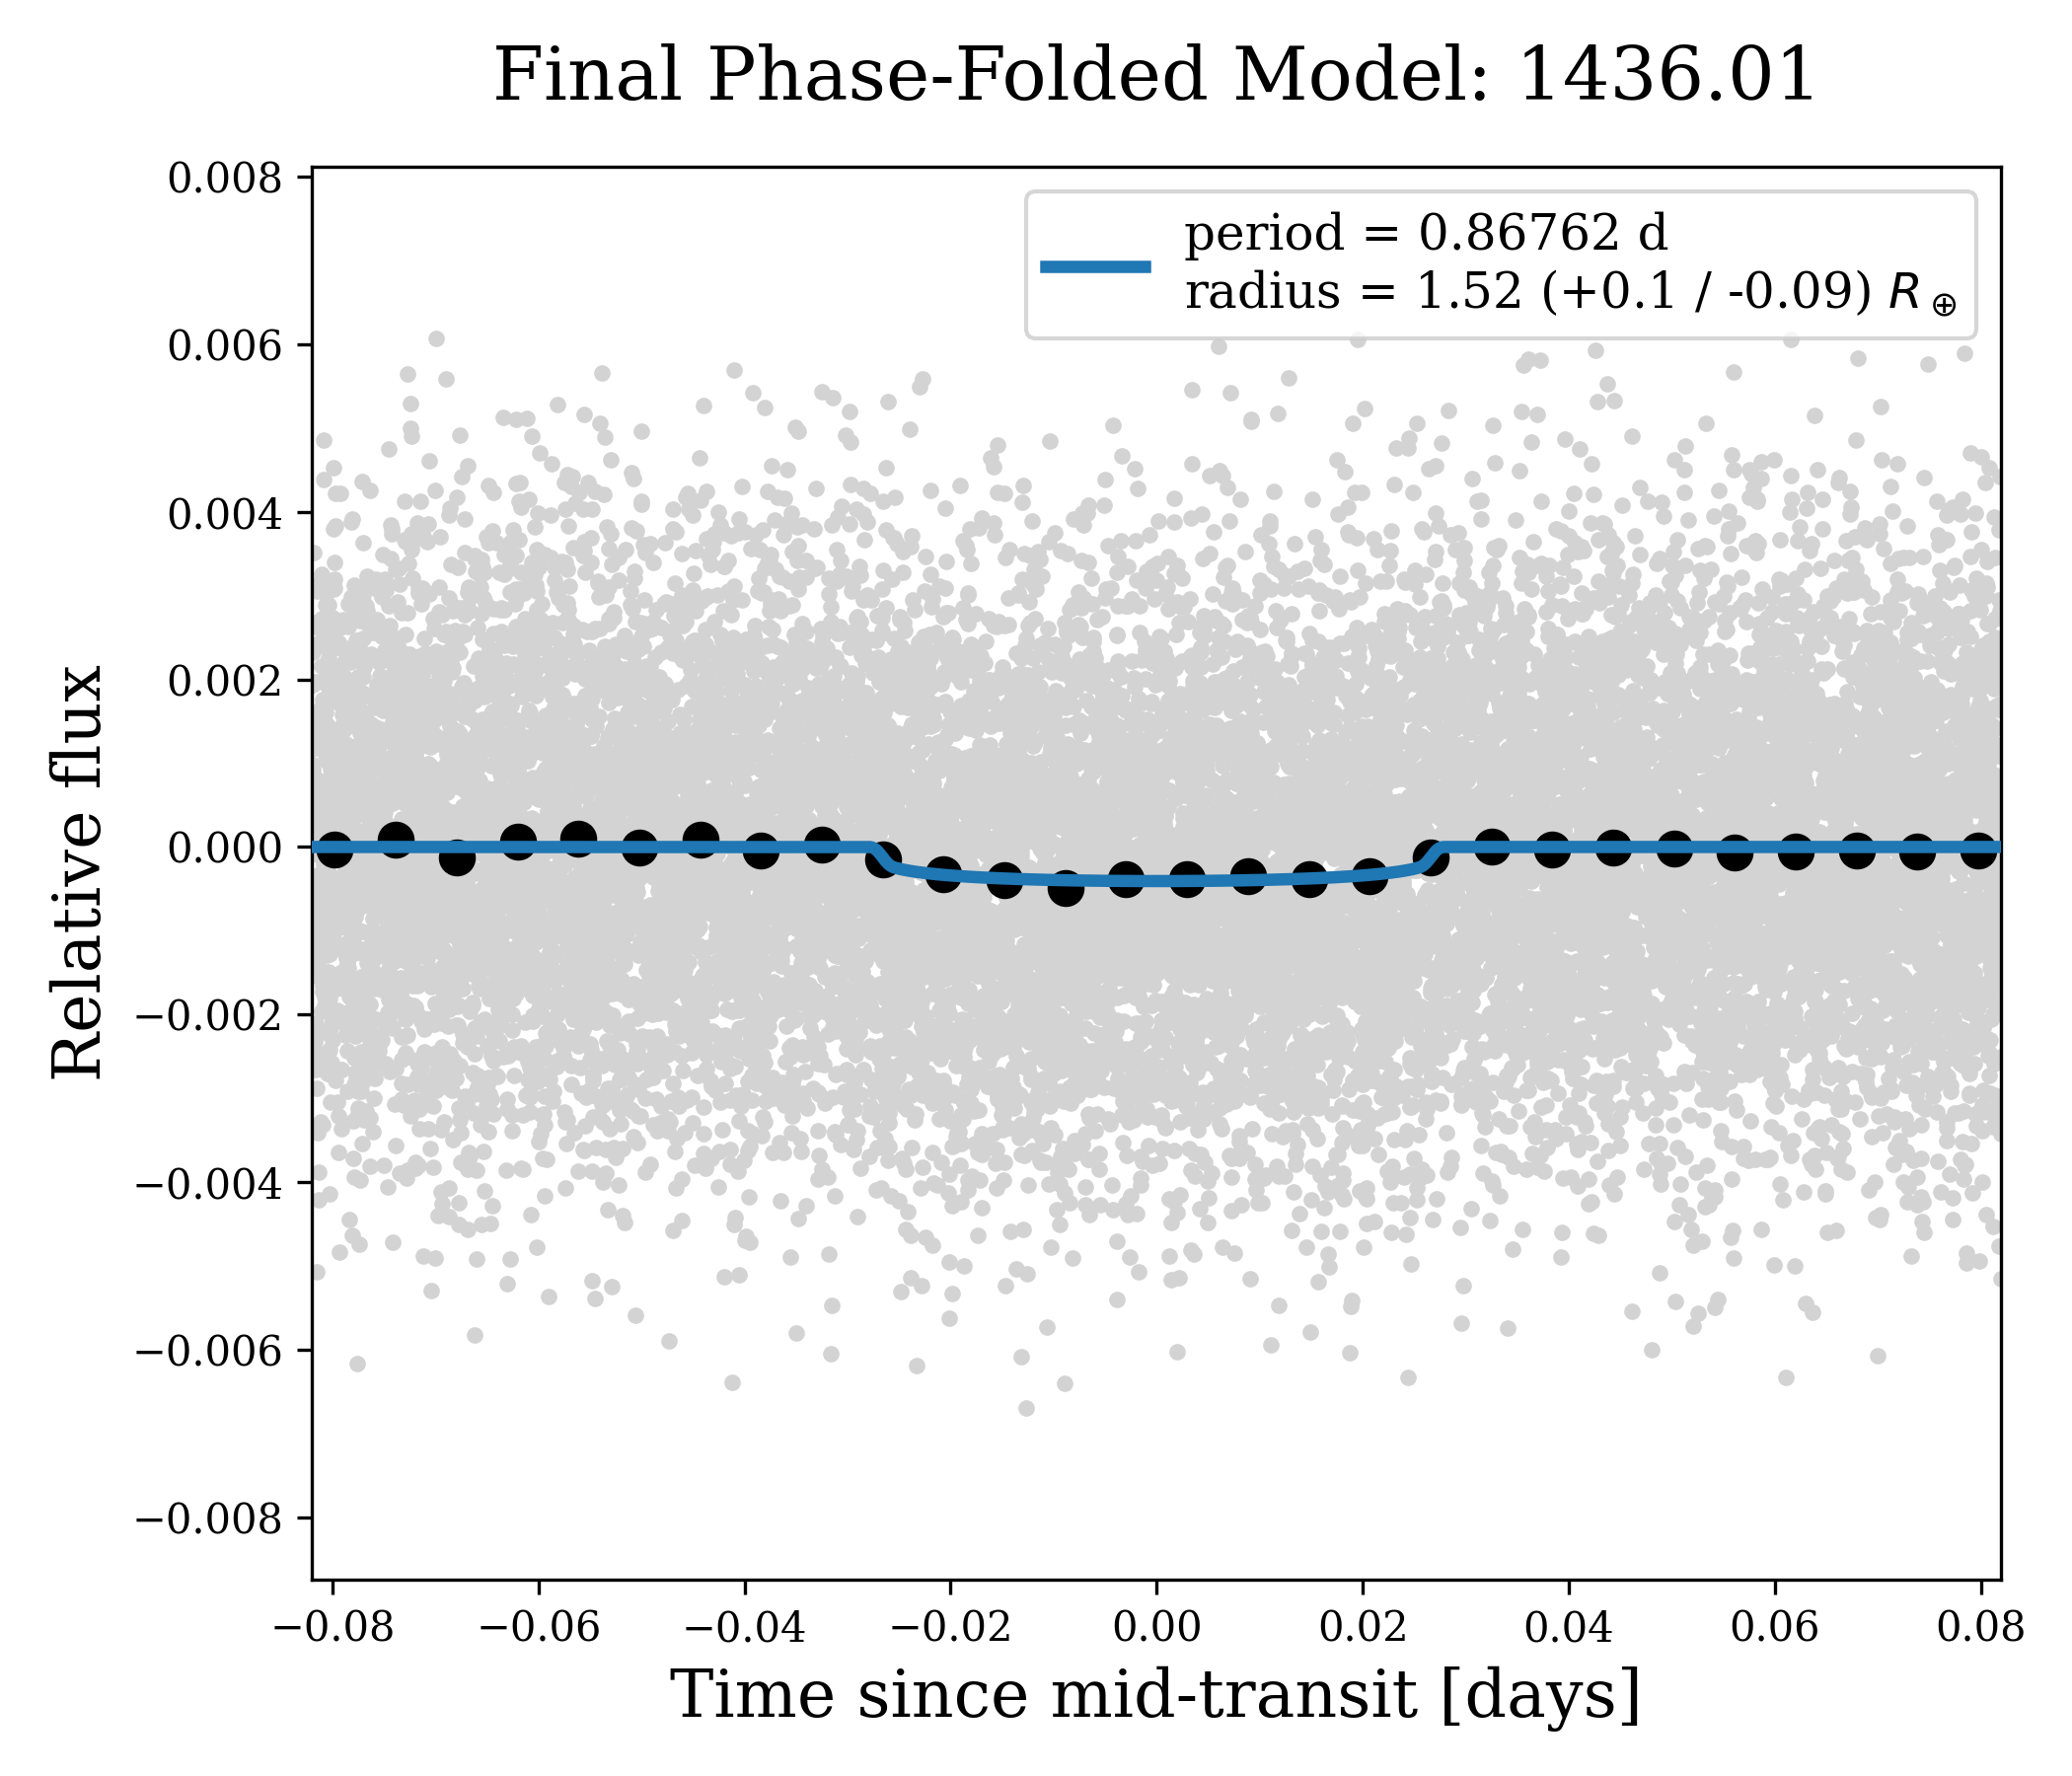 Final Phase-Folded Model: 1436.01
period = 0.86762 d
radius = 1.52 (+0.1 / -0.09) R⊕
0.008
0.006
0.004
0.002
0.000
−0.002
−0.004
−0.006
−0.008
Relative flux
−0.08 −0.06 −0.04 −0.02 0.00 0.02 0.04 0.06 0.08
Time since mid-transit [days]